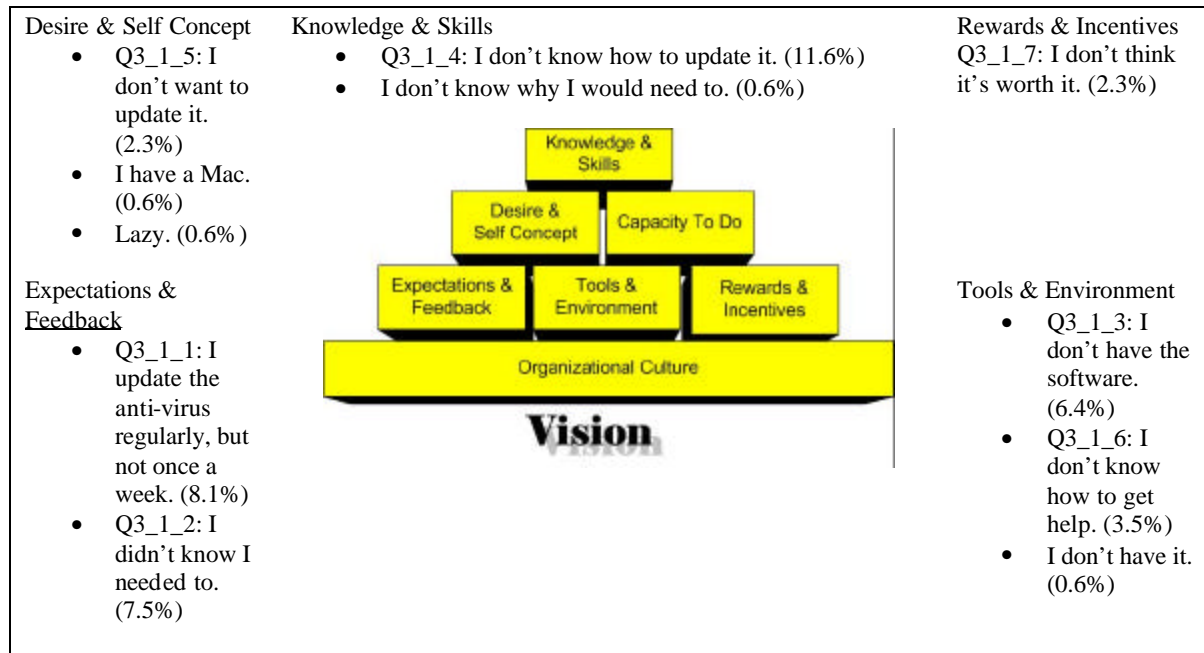 Desire & Self Concept
• Q3_1_5: I
don't want to
update it.
(2.3%)
• I have a Mac.
(0.6%)
• Lazy. (0.6%)
Expectations &
Feedback
• Q3_1_1: I
update the
anti-virus
regularly, but
not once a
week. (8.1%)
• Q3_1_2: I
didn't know I
needed to.
(7.5%)
Knowledge & Skills
• Q3_1_4: I don't know how to update it. (11.6%)
• I don't know why I would need to. (0.6%)
Knowledge &
Skills
Desire &
Self Concept
Capacity To Do
Expectations &
Feedback
Tools &
Environment
Rewards &
Incentives
Organizational Culture
Vision
Rewards & Incentives
Q3_1_7: I don't think
it's worth it. (2.3%)
Tools & Environment
• Q3_1_3: I
don't have the
software.
(6.4%)
• Q3_1_6: I
don't know
how to get
help. (3.5%)
• I don't have it.
(0.6%)